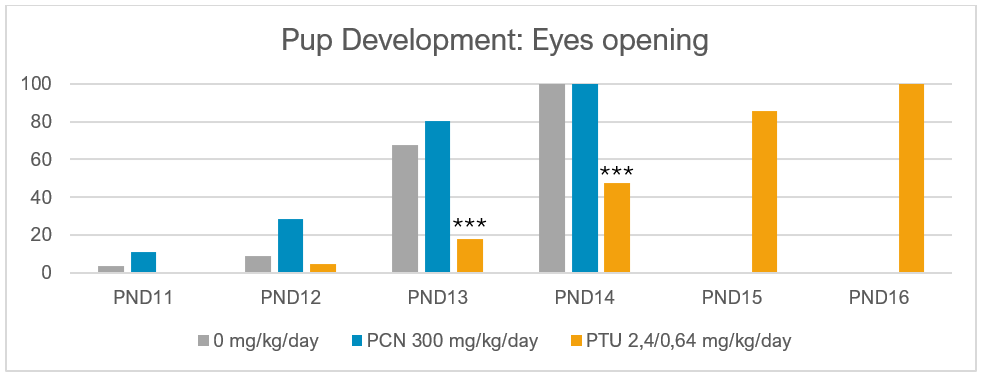 Pup Development: Eyes opening
100
80
60
40
20
0
***
***
PND11 PND12 PND13 PND14 PND15 PND16
0 mg/kg/day PCN 300 mg/kg/day PTU 2,4/0,64 mg/kg/day